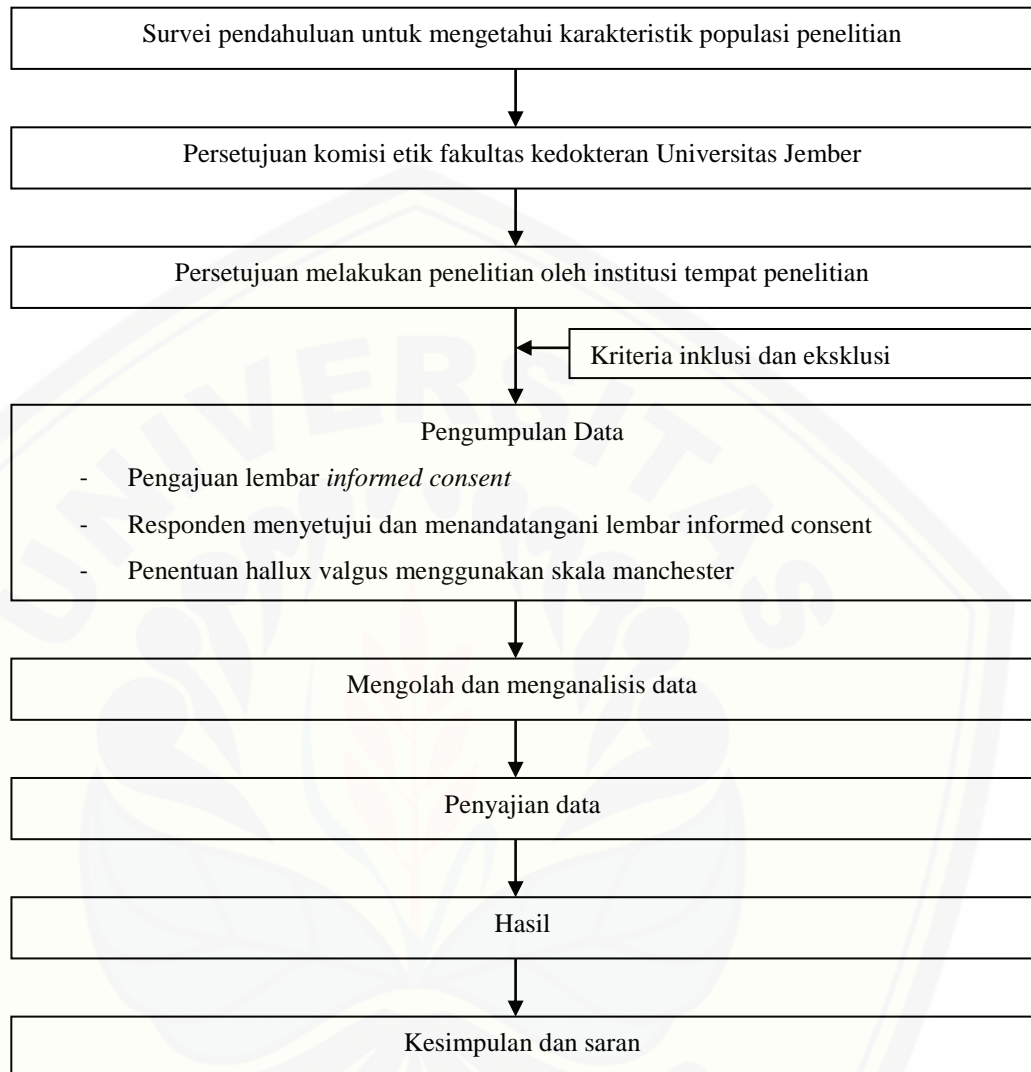 Survei pendahuluan untuk mengetahui karakteristik populasi penelitian
Persetujuan komisi etik fakultas kedokteran Universitas Jember
Persetujuan melakukan penelitian oleh institusi tempat penelitian
Kriteria inklusi dan eksklusi
Pengumpulan Data
- Pengajuan lembar informed consent
- Responden menyetujui dan menandatangani lembar informed consent
- Penentuan hallux valgus menggunakan skala manchester
Mengolah dan menganalisis data
Penyajian data
Hasil
Kesimpulan dan saran
UNIVERSITAS